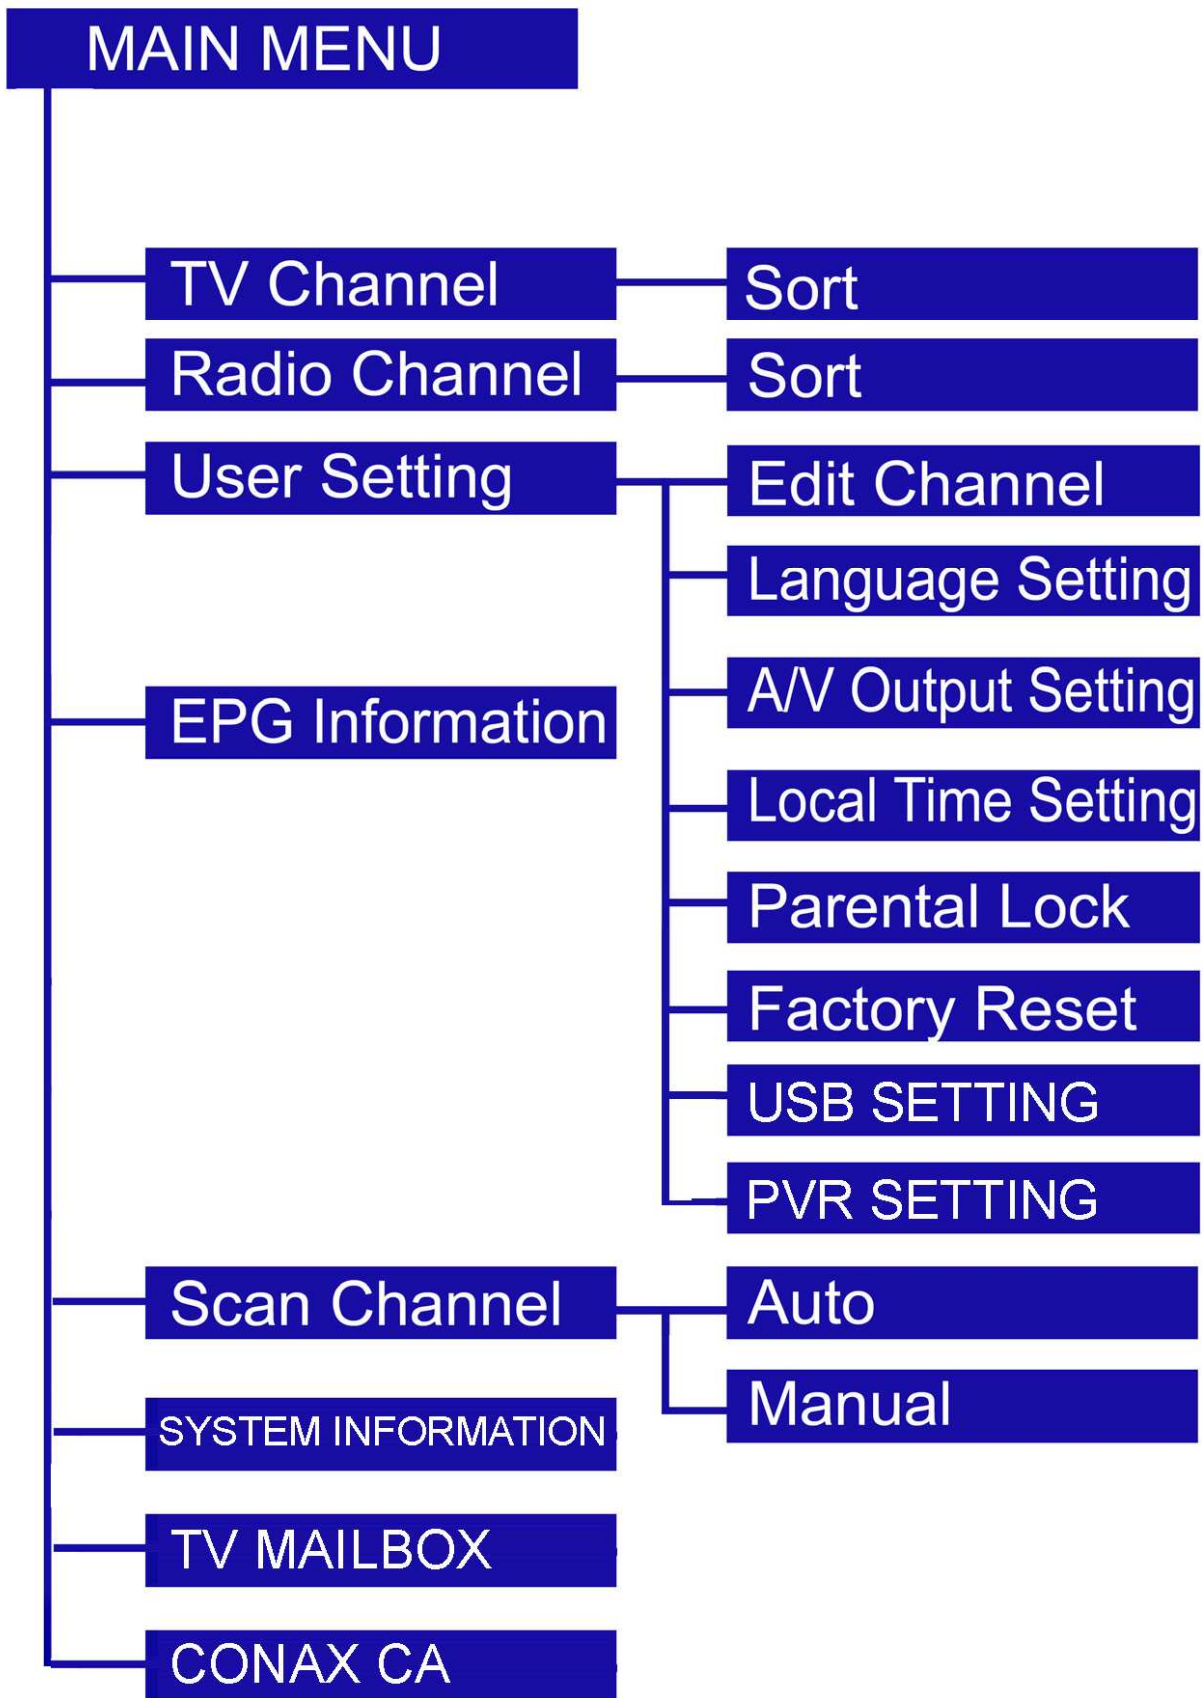 MAIN MENU
TV Channel
Sort
Radio Channel
Sort
User Setting
Edit Channel
Language Setting
A/V Output Setting
Local Time Setting
Parental Lock
Factory Reset
USB SETTING
PVR SETTING
EPG Information
Scan Channel
Auto
Manual
SYSTEM INFORMATION
TV MAILBOX
CONAX CA